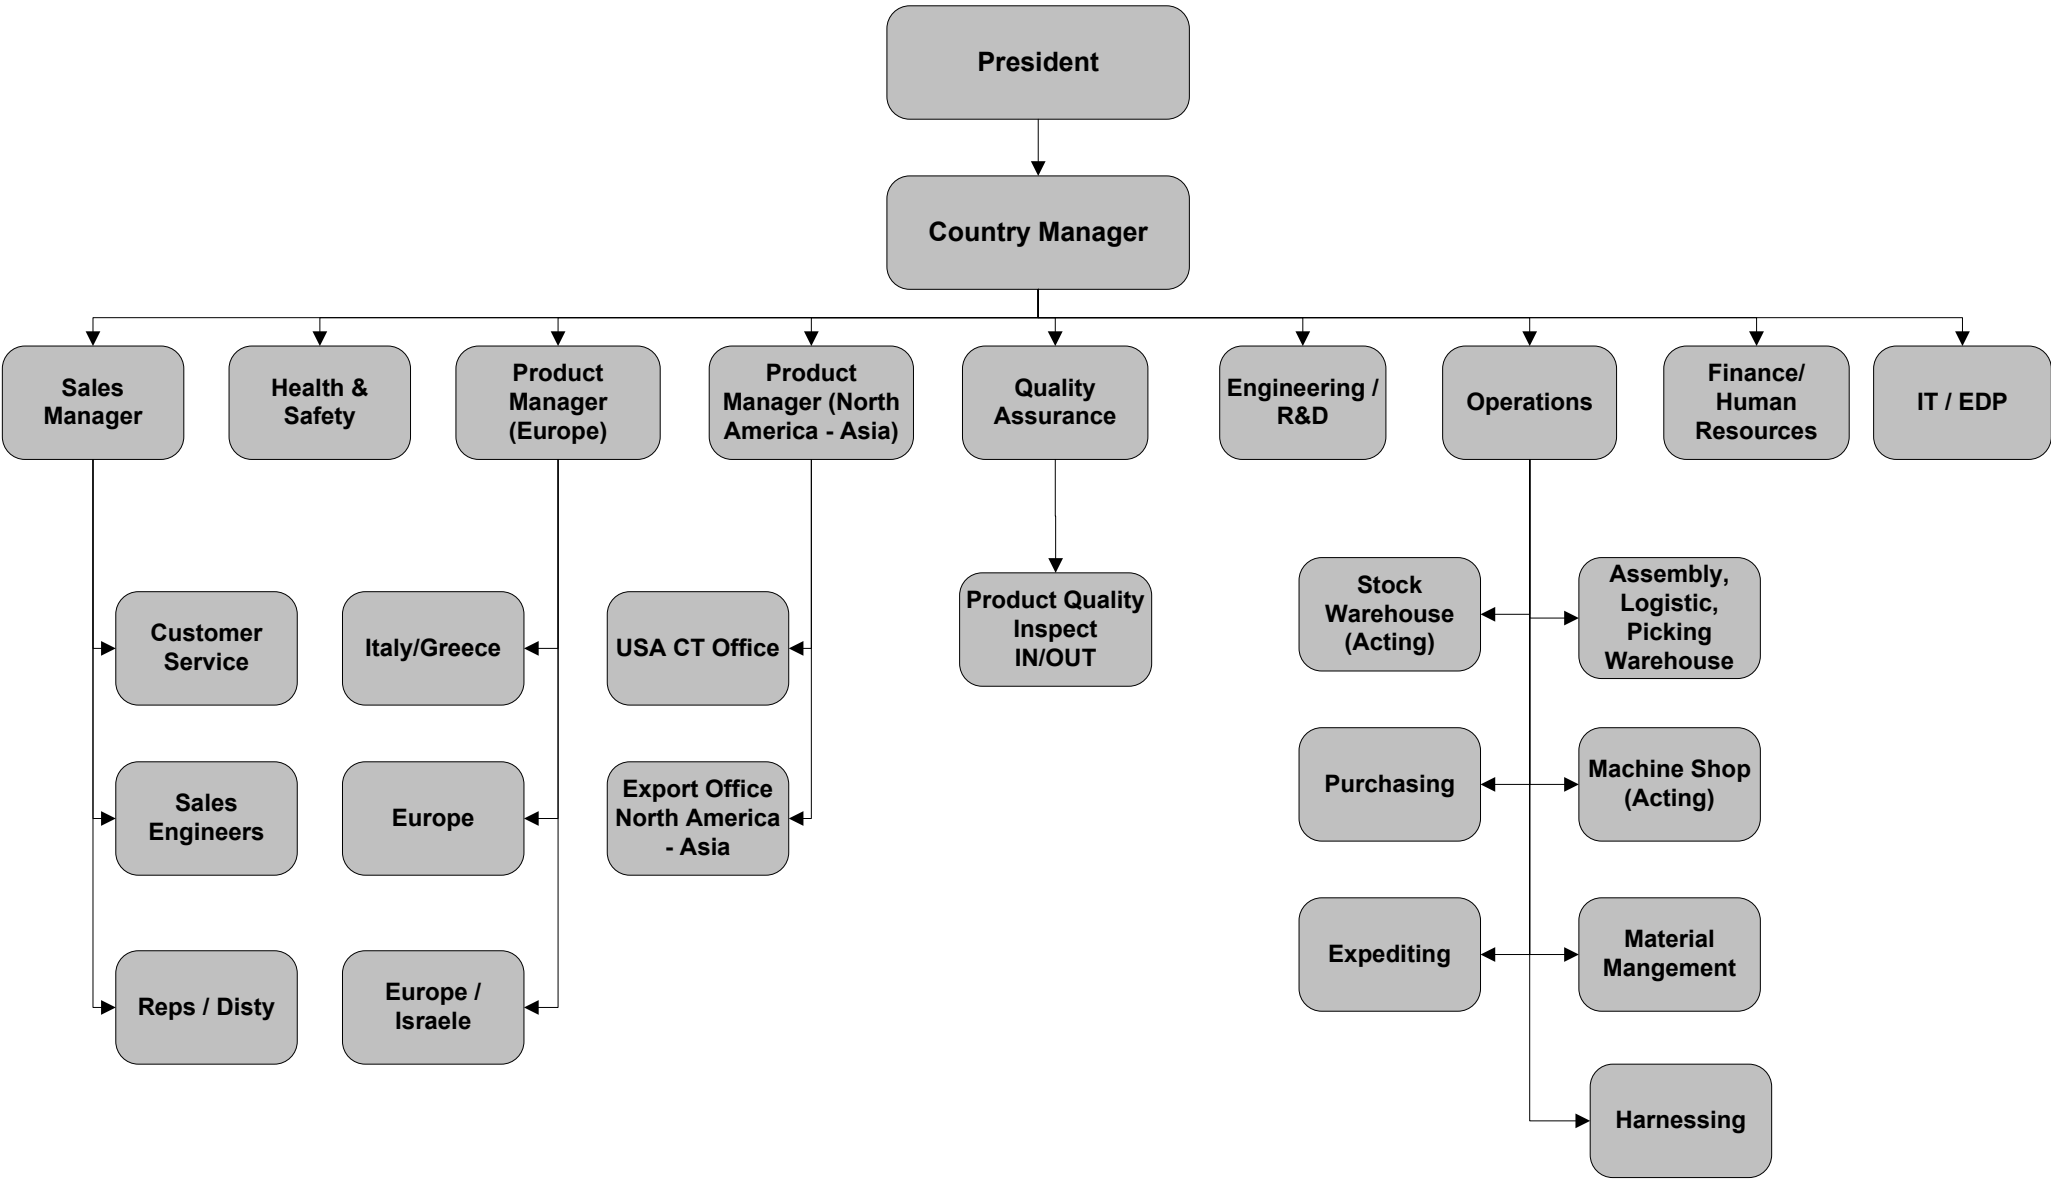 President
Country Manager
Sales
Manager
Health &
Safety
Product
Manager
(Europe)
Product
Manager (North
America - Asia)
Quality
Assurance
Engineering /
R&D
Operations
Finance/
Human
Resources
IT / EDP
Customer
Service
Italy/Greece
USA CT Office
Product Quality
Inspect
IN/OUT
Stock
Warehouse
(Acting)
Assembly,
Logistic,
Picking
Warehouse
Sales
Engineers
Europe
Export Office
North America
- Asia
Purchasing
Machine Shop
(Acting)
Reps / Disty
Europe /
Israele
Expediting
Material
Mangement
Harnessing